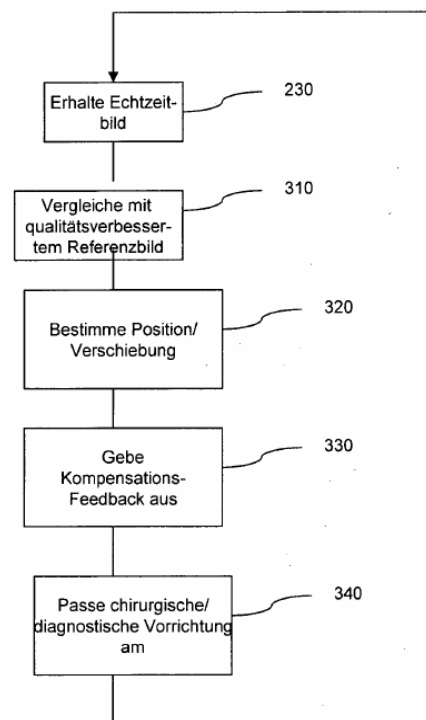 Erhalte Echtzeit-
bild
230
Vergleiche mit
qualitätsverbesser-
tem Referenzbild
310
Bestimme Position/
Verschiebung
320
Gebe
Kompensations-
Feedback aus
330
Passe chirurgische/
diagnostische Vorrichtung
am
340